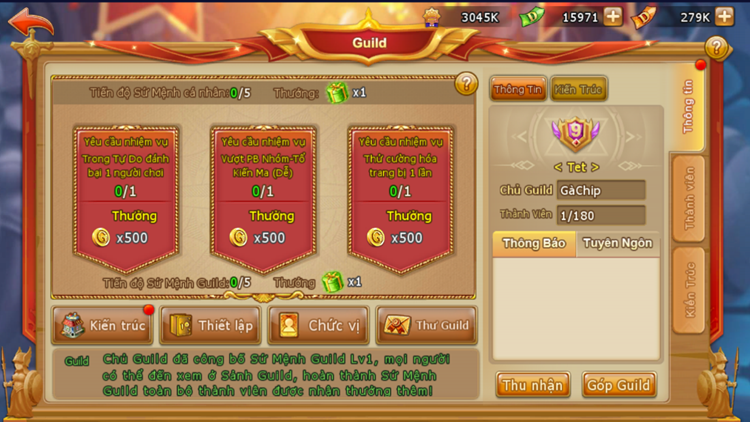 3045K
15971
279K
Guild
Tiến độ Sứ Mệnh cá nhân:0/5 Thưởng: x1
Yêu cầu nhiệm vụ
Trong Tự Do đánh
bại 1 người chơi
0/1
Thưởng
x500
Yêu cầu nhiệm vụ
Vượt PB Nhóm-Tổ
Kiến Ma (Dễ)
0/1
Thưởng
x500
Yêu cầu nhiệm vụ
Thử cường hóa
trang bị 1 lần
0/1
Thưởng
x500
Tiến độ Sứ Mệnh Guild:0/5 Thưởng x1
Kiến trúc
Thiết lập
Chức vị
Thư Guild
Guild Chủ Guild đã công bố Sứ Mệnh Guild Lv1, mọi người
có thể đến xem ở Sảnh Guild, hoàn thành Sứ Mệnh
Guild toàn bộ thành viên được nhận thưởng thêm!
Thông Tin
Kiến Trúc
9
< Tet >
Chủ Guild GàChip
Thành Viên 1/180
Thông Báo
Tuyên Ngôn
Thu nhận
Góp Guild
Thông tin
Thành viên
Kiến Trúc